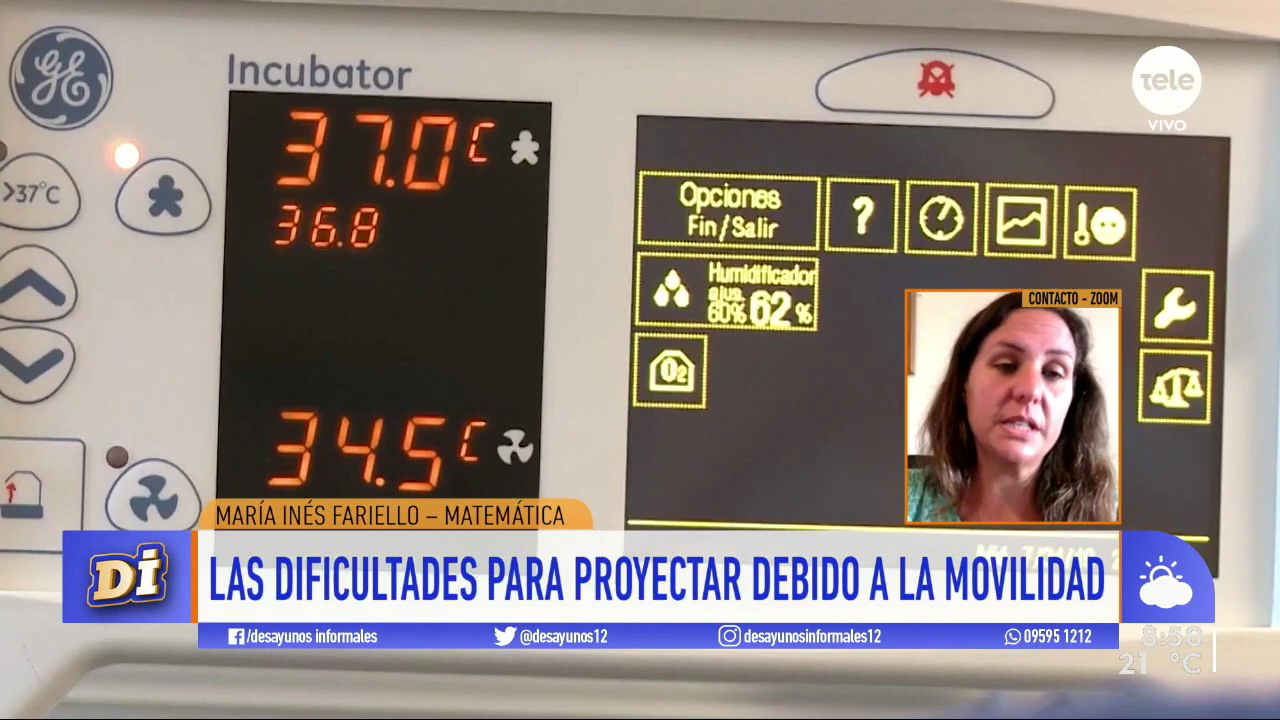 GE
Incubator
tele
VIVO
>37°C
37.0 C
36.8
Opciones
Fin/Salir
?
Humidificador
ajus.
60% 62 %
O2
CONTACTO – ZOOM
34.5 C
MARÍA INÉS FARIELLO – MATEMÁTICA
Di
LAS DIFICULTADES PARA PROYECTAR DEBIDO A LA MOVILIDAD
/desayunos informales
@desayunos12
desayunosinformales12
09595 1212
21 °C